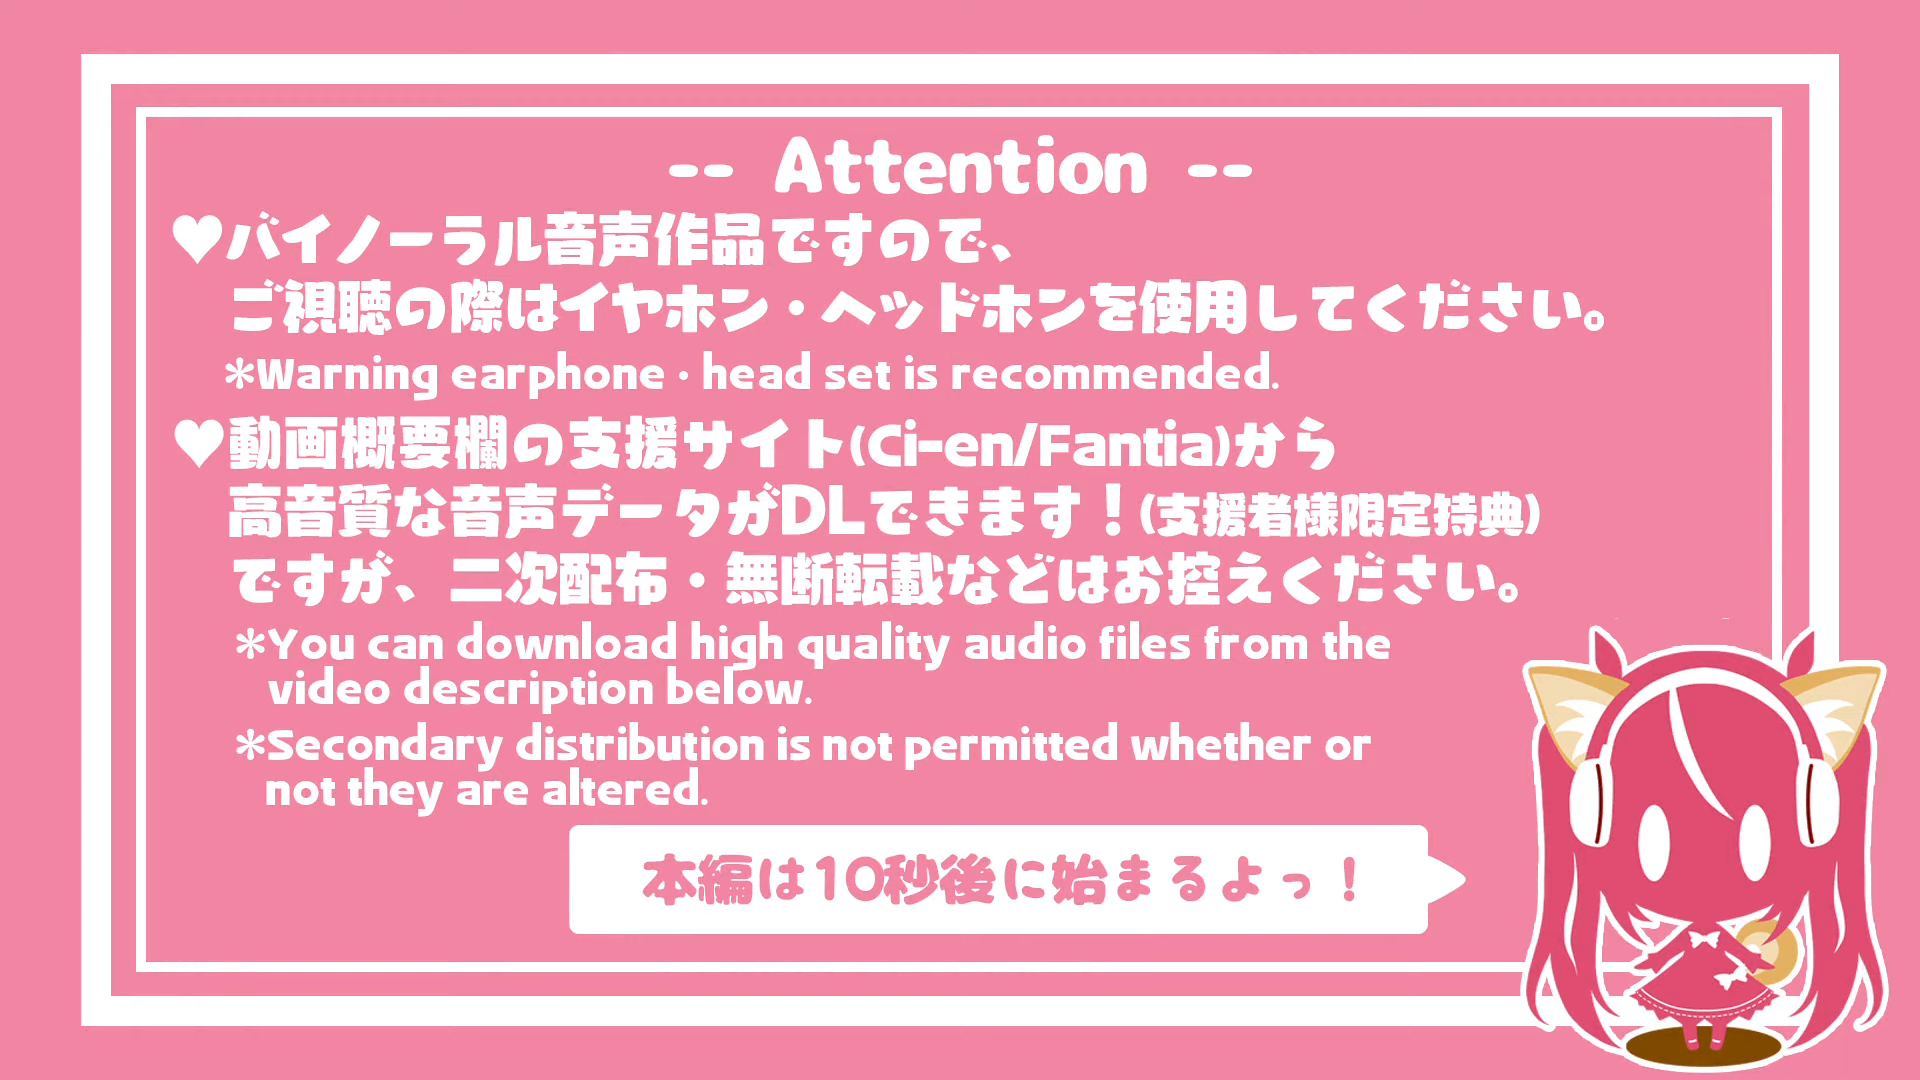 -- Attention --
♥バイノーラル音声作品ですので、
ご視聴の際はイヤホン・ヘッドホンを使用してください。
*Warning earphone・head set is recommended.
♥動画概要欄の支援サイト(Ci-en/Fantia)から
高音質な音声データがDLできます！(支援者様限定特典)
ですが、二次配布・無断転載などはお控えください。
*You can download high quality audio files from the
video description below.
*Secondary distribution is not permitted whether or
not they are altered.
本編は10秒後に始まるよっ！